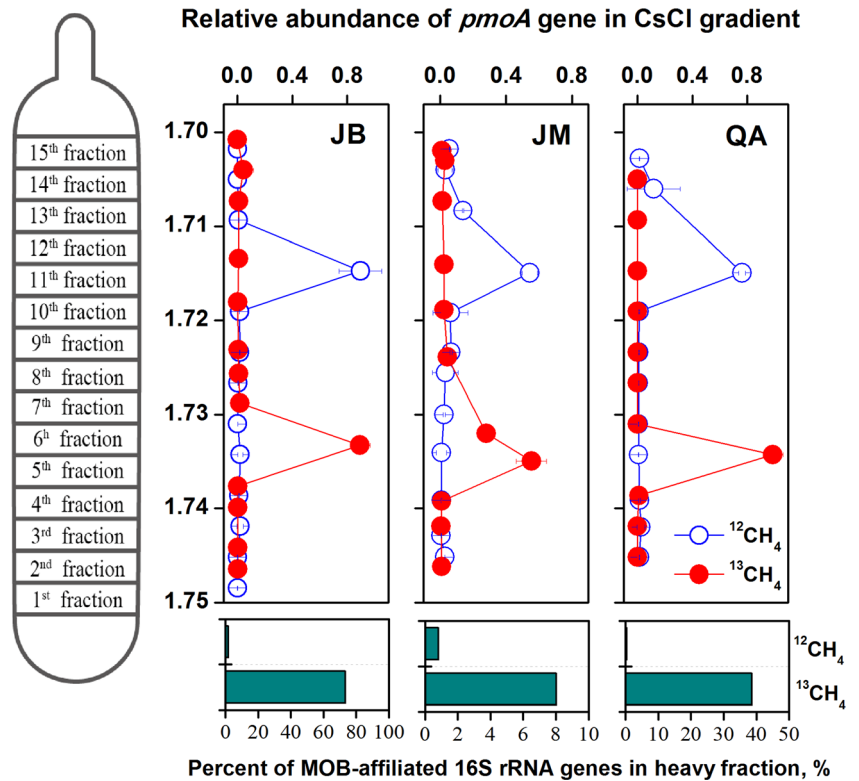 Relative abundance of pmoA gene in CsCl gradient
0.0 0.4 0.8 0.0 0.4 0.8 0.0 0.4 0.8
JB JM QA
1.70
1.71
1.72
1.73
1.74
1.75
15th fraction
14th fraction
13th fraction
12th fraction
11th fraction
10th fraction
9th fraction
8th fraction
7th fraction
6h fraction
5th fraction
4th fraction
3rd fraction
2nd fraction
1st fraction
12CH4
13CH4
12CH4
13CH4
0 20 40 60 80 100 0 2 4 6 8 10 0 10 20 30 40 50
Percent of MOB-affiliated 16S rRNA genes in heavy fraction, %